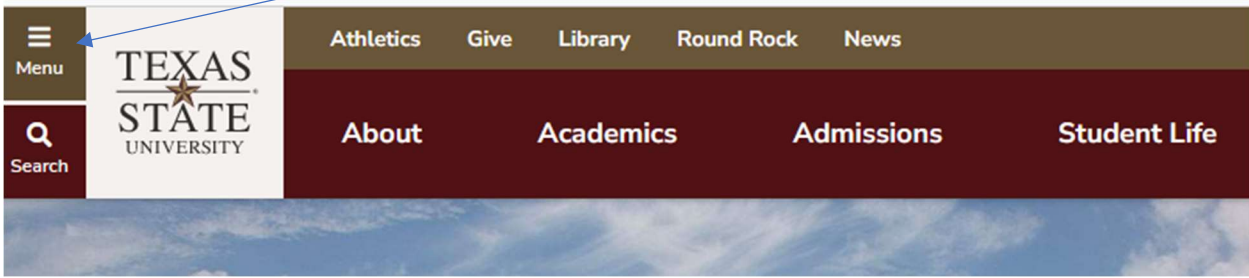 Menu
Search
TEXAS
STATE
UNIVERSITY
Athletics Give Library Round Rock News
About Academics Admissions Student Life